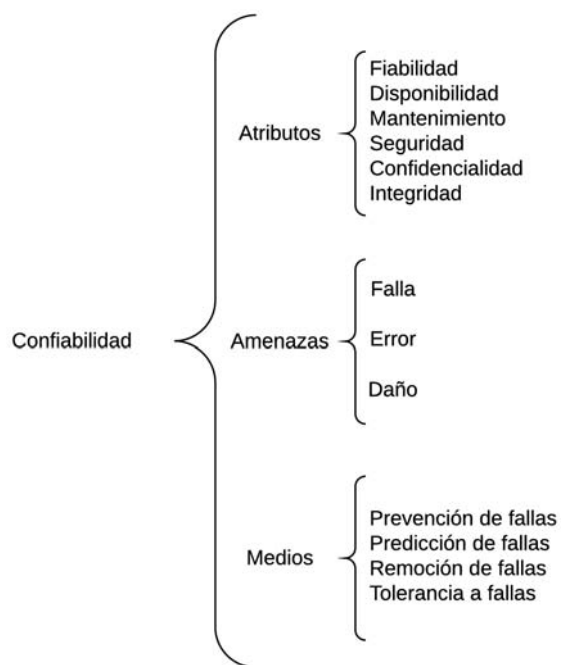 Confiabilidad
Atributos
Fiabilidad
Disponibilidad
Mantenimiento
Seguridad
Confidencialidad
Integridad
Amenazas
Falla
Error
Daño
Medios
Prevención de fallas
Predicción de fallas
Remoción de fallas
Tolerancia a fallas